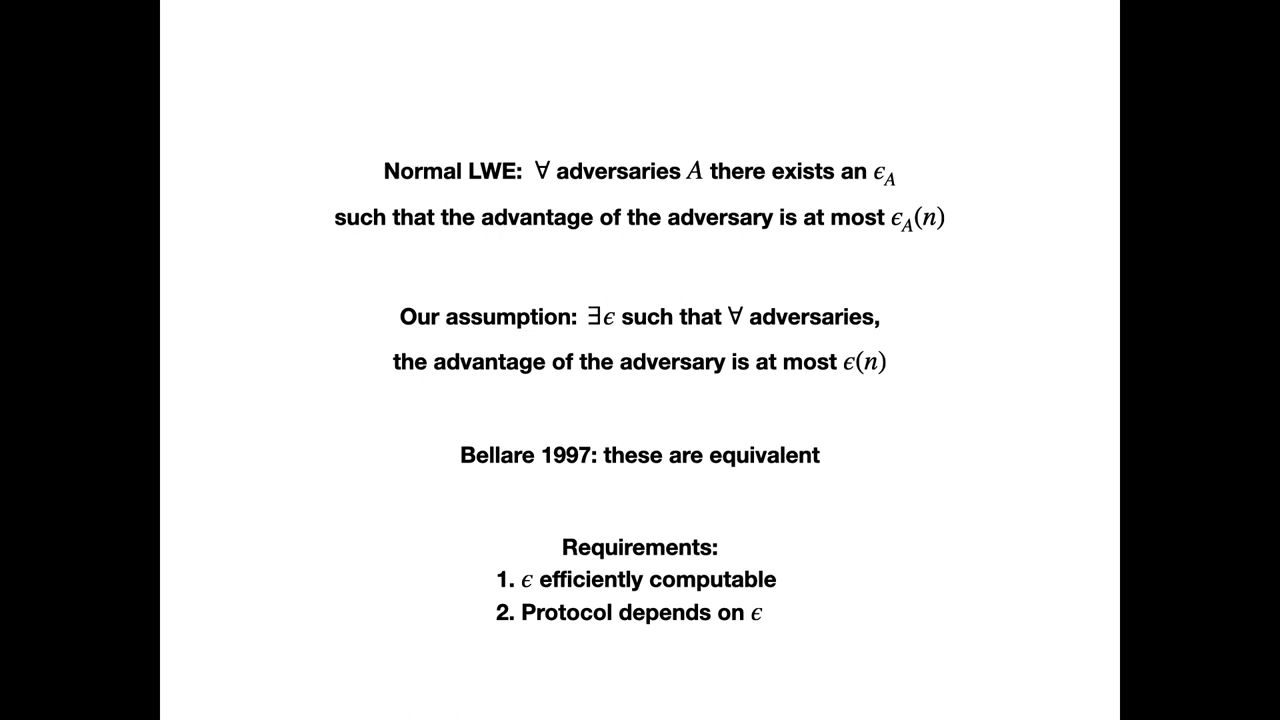 Normal LWE: ∀ adversaries A there exists an ϵ_A
such that the advantage of the adversary is at most ϵ_A(n)
Our assumption: ∃ϵ such that ∀ adversaries,
the advantage of the adversary is at most ϵ(n)
Bellare 1997: these are equivalent
Requirements:
1. ϵ efficiently computable
2. Protocol depends on ϵ